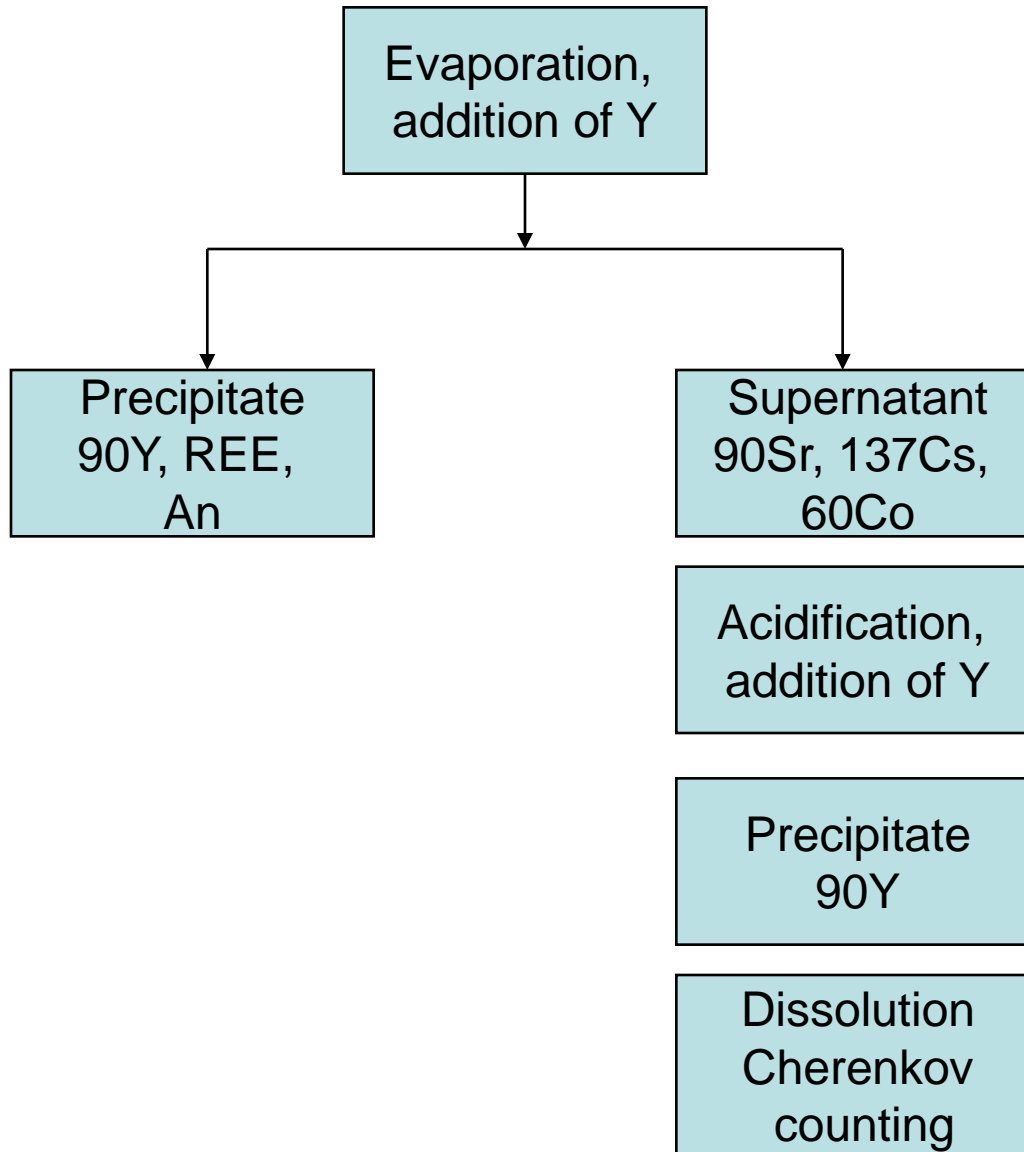 Evaporation,
addition of Y
Precipitate
90Y, REE,
An
Supernatant
90Sr, 137Cs,
60Co
Acidification,
addition of Y
Precipitate
90Y
Dissolution
Cherenkov
counting